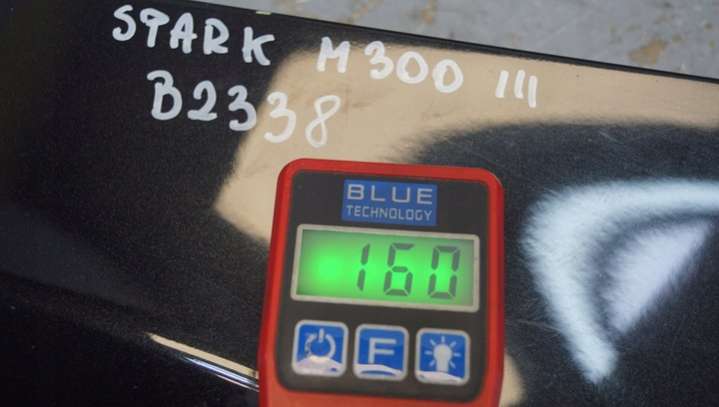 STARK M300 III
B2338
BLUE
TECHNOLOGY
160
F